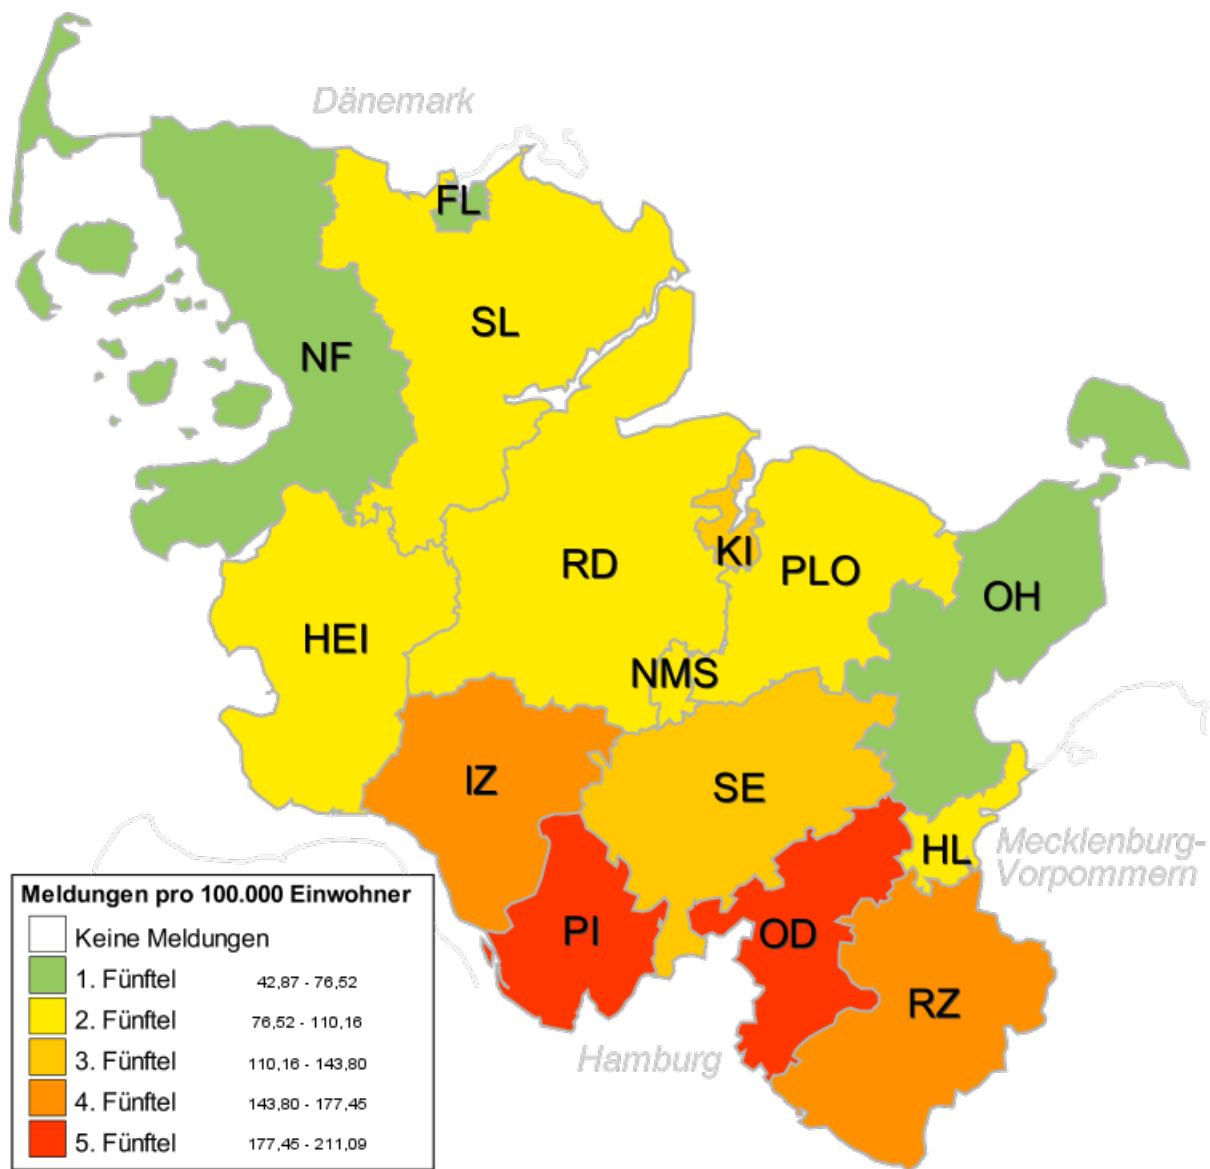 Dänemark
FL
SL
NF
RD
KI
PLO
OH
HEI
NMS
IZ
SE
HL
Mecklenburg-
Vorpommern
PI
OD
RZ
Hamburg
Meldungen pro 100.000 Einwohner
Keine Meldungen
1. Fünftel 42,87 - 76,52
2. Fünftel 76,52 - 110,16
3. Fünftel 110,16 - 143,80
4. Fünftel 143,80 - 177,45
5. Fünftel 177,45 - 211,09